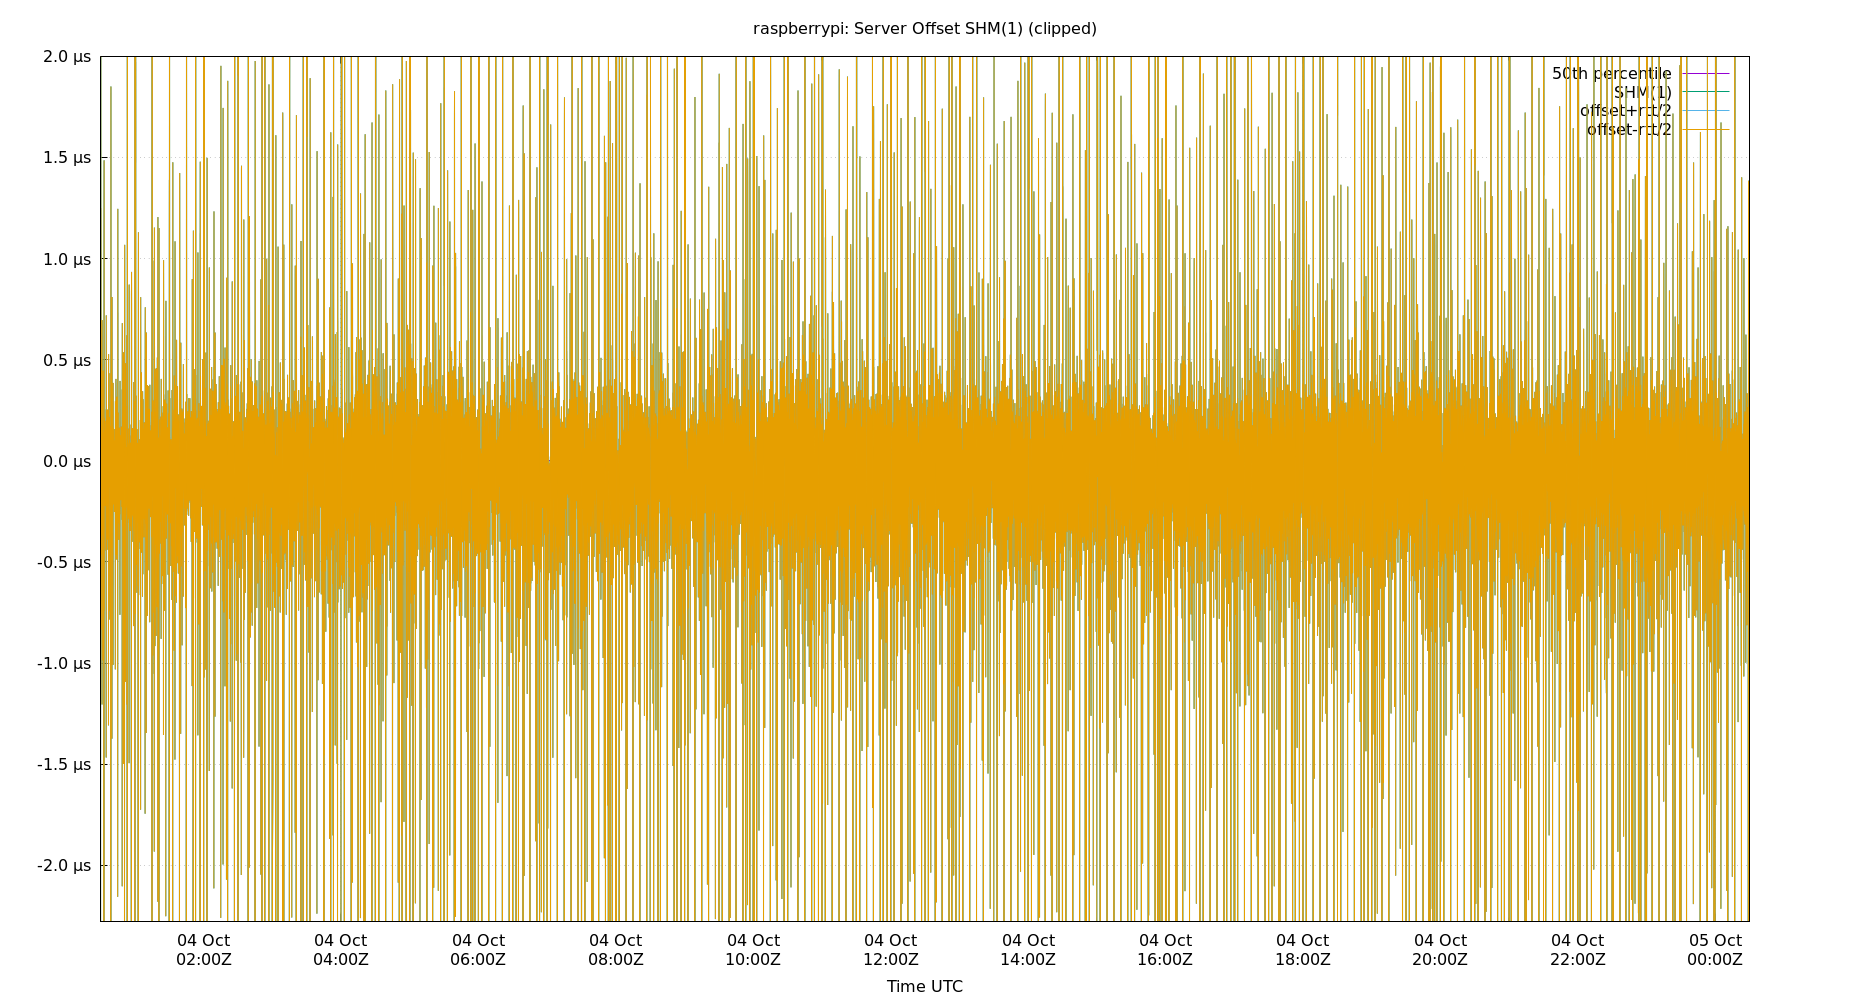 raspberrypi: Server Offset SHM(1) (clipped)
2.0 µs
1.5 µs
1.0 µs
0.5 µs
0.0 µs
-0.5 µs
-1.0 µs
-1.5 µs
-2.0 µs
50th percentile
SHM(1)
offset+rtt/2
offset-rtt/2
04 Oct 04 Oct 04 Oct 04 Oct 04 Oct 04 Oct 04 Oct 04 Oct 04 Oct 04 Oct 04 Oct 05 Oct
02:00Z 04:00Z 06:00Z 08:00Z 10:00Z 12:00Z 14:00Z 16:00Z 18:00Z 20:00Z 22:00Z 00:00Z
Time UTC